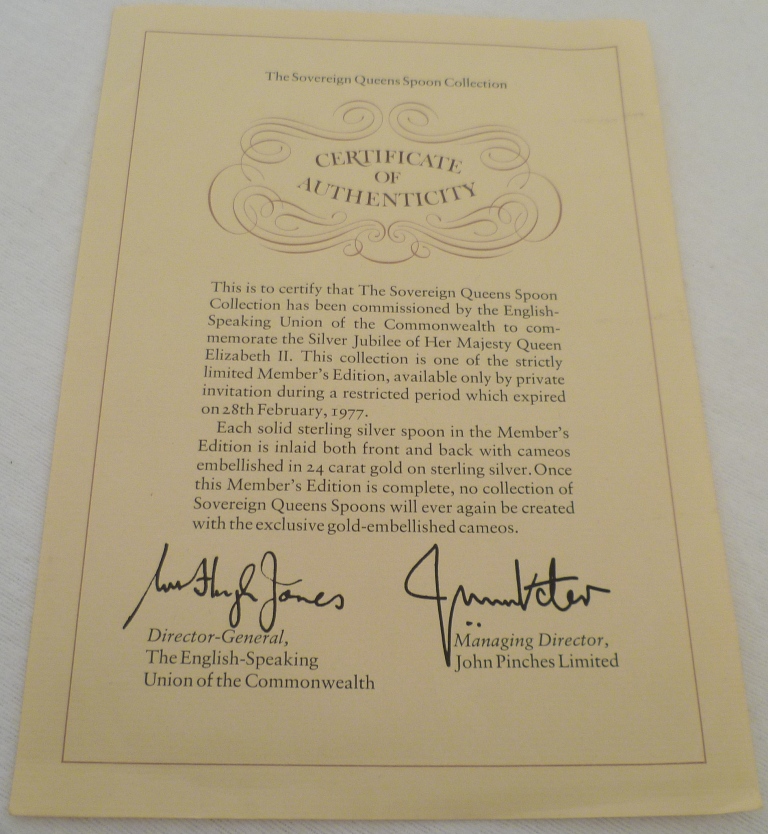 The Sovereign Queens Spoon Collection
CERTIFICATE
OF
AUTHENTICITY
This is to certify that The Sovereign Queens Spoon
Collection has been commissioned by the English-
Speaking Union of the Commonwealth to com-
memorate the Silver Jubilee of Her Majesty Queen
Elizabeth II. This collection is one of the strictly
limited Member's Edition, available only by private
invitation during a restricted period which expired
on 28th February, 1977.
Each solid sterling silver spoon in the Member's
Edition is inlaid both front and back with cameos
embellished in 24 carat gold on sterling silver. Once
this Member's Edition is complete, no collection of
Sovereign Queens Spoons will ever again be created
with the exclusive gold-embellished cameos.
Hugh Jones
Director-General,
The English-Speaking
Union of the Commonwealth
Managing Director,
John Pinches Limited